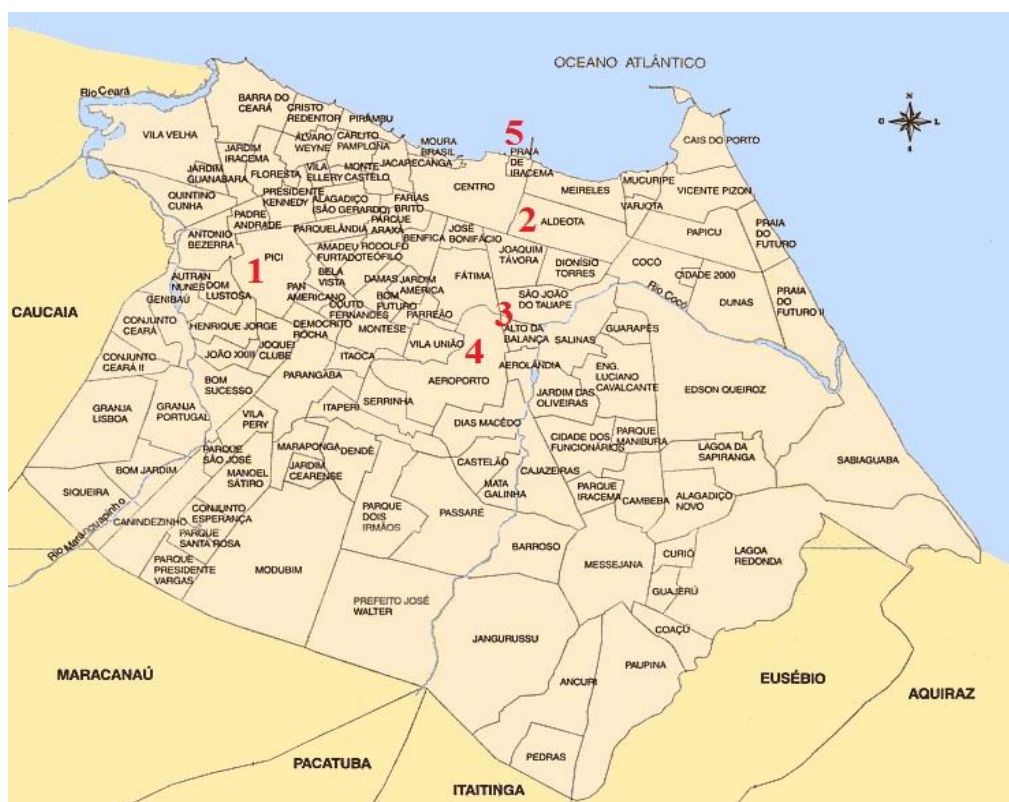 OCEANO ATLÂNTICO
Rio Ceará
N
O
L
S
BARRA DO
CEARÁ
CRISTO
REDENTOR
PIRÂMBU
VILA VELHA
JARDIM
IRACEMA
ÁLVARO
WEYNE
CARLITO
PAMPLONA
MOURA
BRASIL
5
PRAIA
DE
IRACEMA
CAIS DO PORTO
JARDIM
GUANABARA
FLORESTA
VILA
ELLERY
MONTE
CASTELO
JACAPECANGA
CENTRO
MEIRELES
MUCURIPE
VARJOTA
VICENTE PIZON
QUINTINO
CUNHA
PRESIDENTE
KENNEDY
ALAGADIÇO
(SÃO GERARDO)
FARIAS
BRITO
2
ALDEOTA
PADRE
ANDRADE
PARQUELÂNDIA
PARQUE
ARAXÁ
BENFICA
JOSÉ
BONIFÁCIO
PAPICU
PRAIA
DO
FUTURO
ANTONIO
BEZERRA
PICI
1
AMADEU
FURTADO
RODOLFO
TEÓFILO
JOAQUIM
TÁVORA
DIONÍSIO
TORRES
COCÓ
CIDADE 2000
AUTRAN
NUNES
DOM
LUSTOSA
PAN
AMERICANO
BELA
VISTA
DAMAS
JARDIM
AMÉRICA
FÁTIMA
SÃO JOÃO
DO TAUAPE
Rio Cocó
DUNAS
PRAIA
DO
FUTURO II
GENIBAÚ
COUTO
FERNANDES
BOM
FUTURO
PARREÃO
3
CAUCAIA
CONJUNTO
CEARÁ
HENRIQUE JORGE
DEMOCRITO
ROCHA
MONTESE
VILA UNIÃO
4
ALTO DA
BALANÇA
SALINAS
GUARAPÉS
CONJUNTO
CEARÁ II
JOÃO XXIII
JOQUEI
CLUBE
ITAOCA
AEROPORTO
AEROLÂNDIA
ENG.
LUCIANO
CAVALCANTE
EDSON QUEIROZ
BOM
SUCESSO
PARANGABA
SERRINHA
JARDIM DAS
OLIVEIRAS
GRANJA
LISBOA
GRANJA
PORTUGAL
VILA
PERY
ITAPERI
DIAS MACÊDO
CIDADE DOS
FUNCIONÁRIOS
PARQUE
MANIBURA
LAGOA DA
SAPIRANGA
SABIAGUABA
BOM JARDIM
PARQUE
SÃO JOSÉ
MANOEL
SÁTIRO
MARAPONGA
JARDIM
CEARENSE
DENDÊ
CASTELÃO
MATA
GALINHA
CAJAZEIRAS
PARQUE
IRACEMA
CAMBEBA
ALAGADIÇO
NOVO
SIQUEIRA
Rio Maranguapinho
CANINDEZINHO
CONJUNTO
ESPERANÇA
PARQUE
SANTA ROSA
PARQUE
DOIS
IRMÃOS
PASSARÉ
BARROSO
MESSEJANA
CURIÓ
LAGOA
REDONDA
PARQUE
PRESIDENTE
VARGAS
MODUBIM
PREFEITO JOSÉ
WALTER
GUAJERÚ
JANGURUSSU
COAÇÚ
PAUPINA
ANCURI
PEDRAS
MARACANAÚ
EUSÉBIO
AQUIRAZ
PACATUBA
ITAITINGA